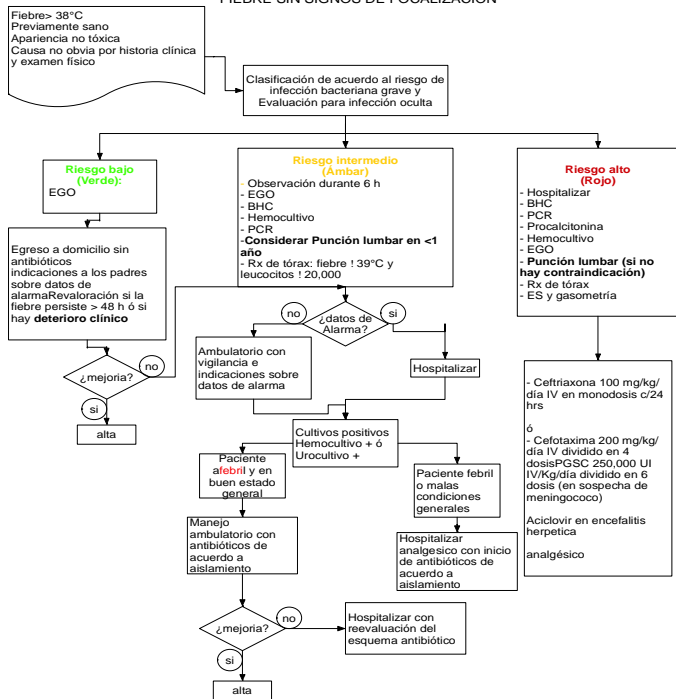 FIEBRE SIN SIGNOS DE FOCALIZACIÓN
Fiebre> 38°C
Previamente sano
Apariencia no tóxica
Causa no obvia por historia clínica
y examen físico
Clasificación de acuerdo al riesgo de
infección bacteriana grave y
Evaluación para infección oculta
Riesgo bajo
(Verde):
EGO
Riesgo intermedio
(Ámbar)
- Observación durante 6 h
- EGO
- BHC
- Hemocultivo
- PCR
-Considerar Punción lumbar en <1
año
- Rx de tórax: fiebre ! 39°C y
leucocitos ! 20,000
Riesgo alto
(Rojo)
- Hospitalizar
- BHC
- PCR
- Procalcitonina
- Hemocultivo
- EGO
- Punción lumbar (si no
hay contraindicación)
- Rx de tórax
- ES y gasometría
Egreso a domicilio sin
antibióticos
indicaciones a los padres
sobre datos de
alarmaRevaloración si la
fiebre persiste > 48 h ó si
hay deterioro clínico
¿mejoria?
no
si
alta
no
¿datos de
Alarma?
si
Ambulatorio con
vigilancia e
indicaciones sobre
datos de alarma
Hospitalizar
- Ceftriaxona 100 mg/kg/
día IV en monodosis c/24
hrs
ó
- Cefotaxima 200 mg/kg/
día IV dividido en 4
dosisPGSC 250,000 UI
IV/Kg/día dividido en 6
dosis (en sospecha de
meningococo)
Aciclovir en encefalitis
herpetica
analgésico
Cultivos positivos
Hemocultivo + ó
Urocultivo +
Paciente
afebril y en
buen estado
general
Paciente febril
o malas
condiciones
generales
Manejo
ambulatorio con
antibióticos de
acuerdo a
aislamiento
Hospitalizar
analgesico con inicio
de antibióticos de
acuerdo a
aislamiento
¿mejoria?
no
Hospitalizar con
reevaluación del
esquema antibiótico
si
alta